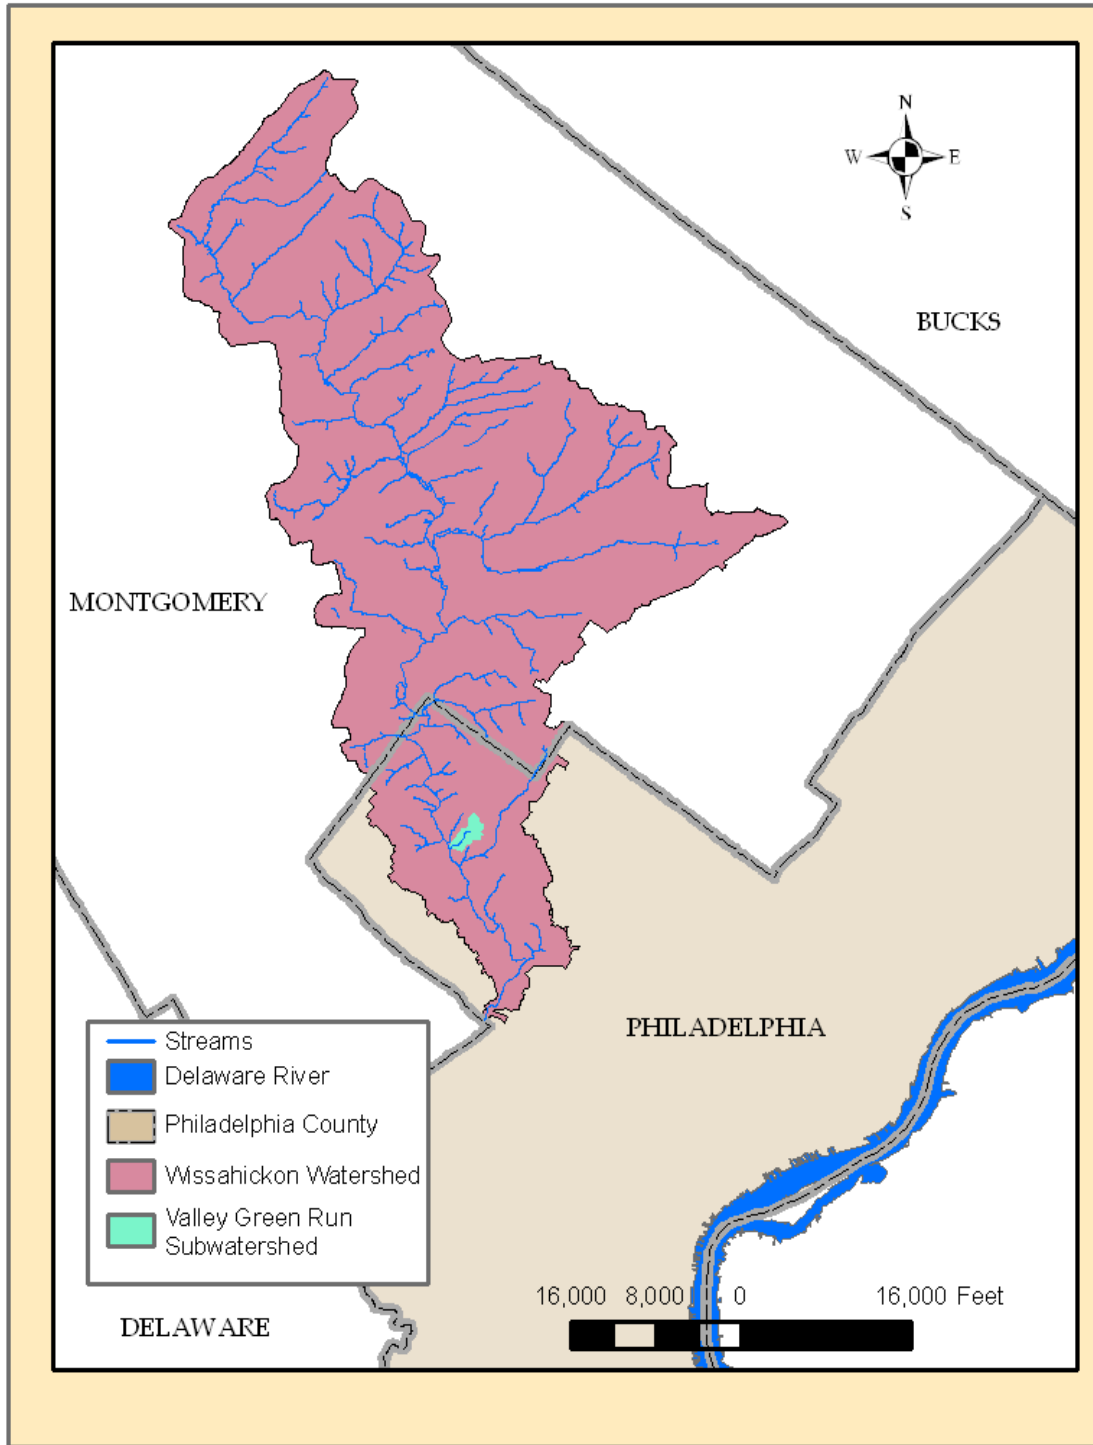 N
W E
S
BUCKS
MONTGOMERY
PHILADELPHIA
Streams
Delaware River
Philadelphia County
Wissahickon Watershed
Valley Green Run
Subwatershed
DELAWARE
16,000 8,000 0 16,000 Feet